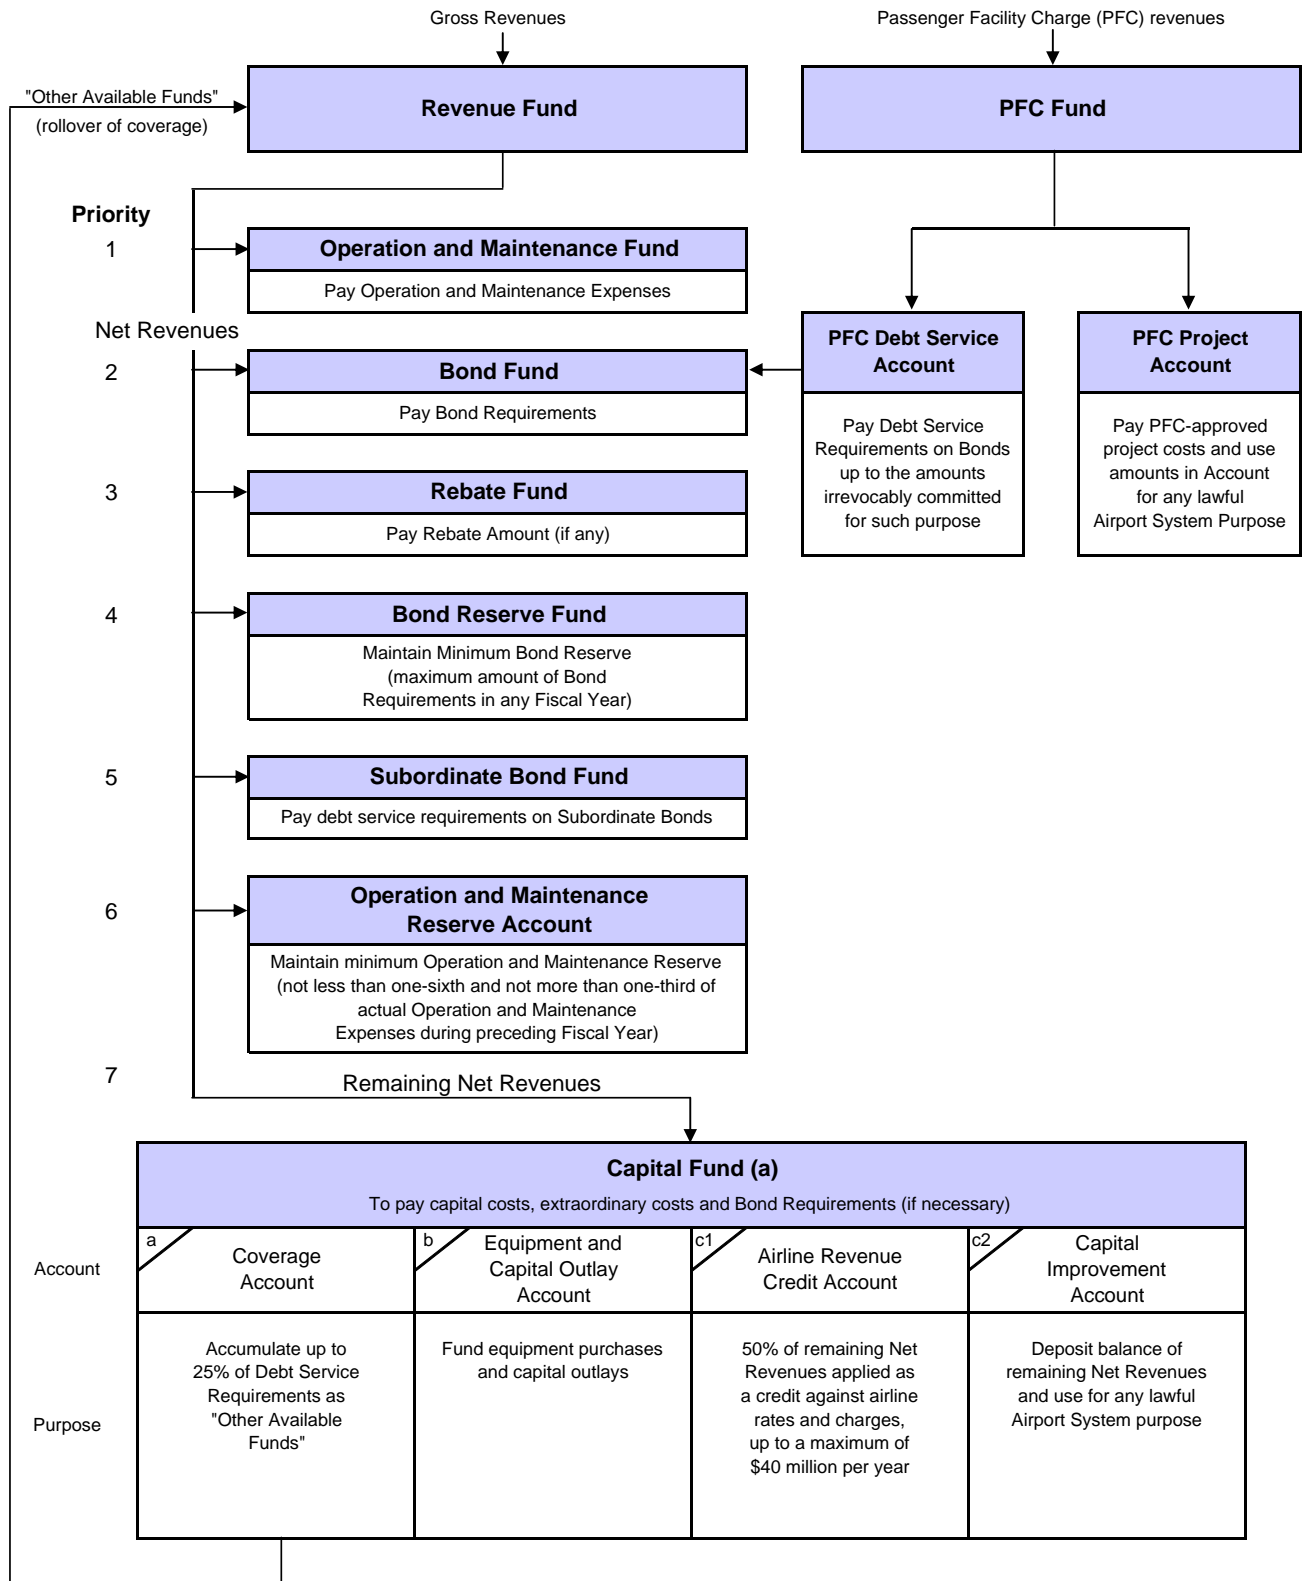 Gross Revenues
Passenger Facility Charge (PFC) revenues
"Other Available Funds"
(rollover of coverage)
Revenue Fund
PFC Fund
Priority
1
Operation and Maintenance Fund
Pay Operation and Maintenance Expenses
Net Revenues
2
Bond Fund
Pay Bond Requirements
PFC Debt Service
Account
Pay Debt Service
Requirements on Bonds
up to the amounts
irrevocably committed
for such purpose
PFC Project
Account
Pay PFC-approved
project costs and use
amounts in Account
for any lawful
Airport System Purpose
3
Rebate Fund
Pay Rebate Amount (if any)
4
Bond Reserve Fund
Maintain Minimum Bond Reserve
(maximum amount of Bond
Requirements in any Fiscal Year)
5
Subordinate Bond Fund
Pay debt service requirements on Subordinate Bonds
6
Operation and Maintenance
Reserve Account
Maintain minimum Operation and Maintenance Reserve
(not less than one-sixth and not more than one-third of
actual Operation and Maintenance
Expenses during preceding Fiscal Year)
7
Remaining Net Revenues
Capital Fund (a)
To pay capital costs, extraordinary costs and Bond Requirements (if necessary)
Account
a
Coverage
Account
b
Equipment and
Capital Outlay
Account
c1
Airline Revenue
Credit Account
c2
Capital
Improvement
Account
Purpose
Accumulate up to
25% of Debt Service
Requirements as
"Other Available
Funds"
Fund equipment purchases
and capital outlays
50% of remaining Net
Revenues applied as
a credit against airline
rates and charges,
up to a maximum of
$40 million per year
Deposit balance of
remaining Net Revenues
and use for any lawful
Airport System purpose